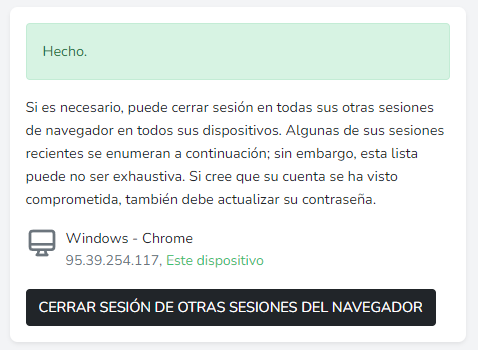 Hecho.
Si es necesario, puede cerrar sesión en todas sus otras sesiones
de navegador en todos sus dispositivos. Algunas de sus sesiones
recientes se enumeran a continuación; sin embargo, esta lista
puede no ser exhaustiva. Si cree que su cuenta se ha visto
comprometida, también debe actualizar su contraseña.
Windows - Chrome
95.39.254.117, Este dispositivo
CERRAR SESIÓN DE OTRAS SESIONES DEL NAVEGADOR